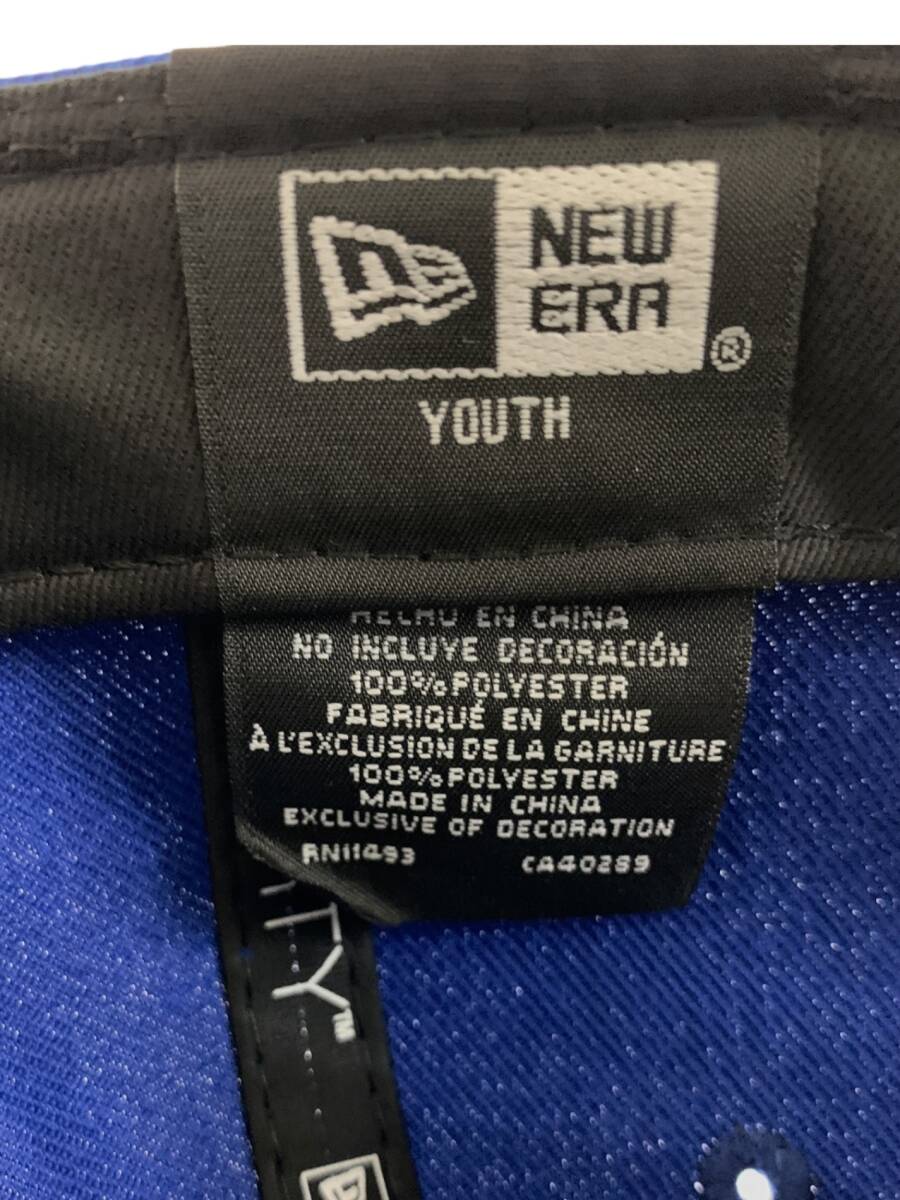 NEW
ERA
®
YOUTH
HECHO EN CHINA
NO INCLUYE DECORACIÓN
100% POLYESTER
FABRIQUÉ EN CHINE
À L'EXCLUSION DE LA GARNITURE
100% POLYESTER
MADE IN CHINA
EXCLUSIVE OF DECORATION
RN11493 CA40289
TY™